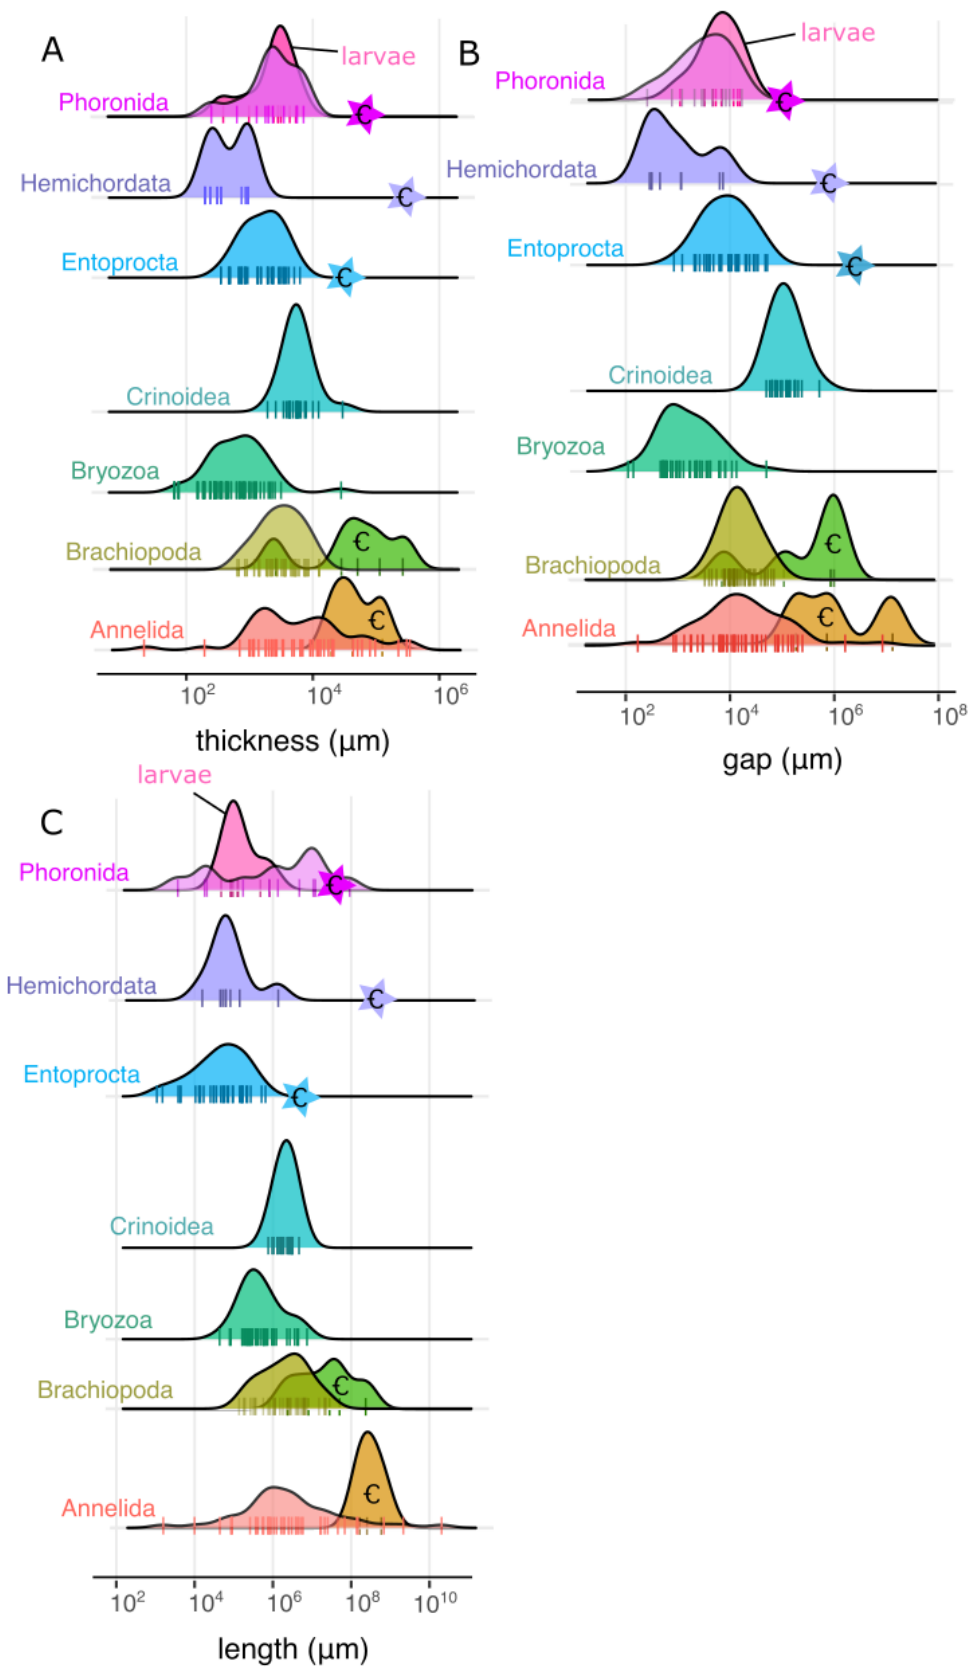 A
larvae
Phoronida
Є
Hemichordata
Є
Entoprocta
Є
Crinoidea
Bryozoa
Brachiopoda
Є
Annelida
Є
10² 10⁴ 10⁶
thickness (µm)
B
larvae
Phoronida
Є
Hemichordata
Є
Entoprocta
Є
Crinoidea
Bryozoa
Brachiopoda
Є
Annelida
Є
10² 10⁴ 10⁶ 10⁸
gap (µm)
C
larvae
Phoronida
Є
Hemichordata
Є
Entoprocta
Є
Crinoidea
Bryozoa
Brachiopoda
Є
Annelida
Є
10² 10⁴ 10⁶ 10⁸ 10¹⁰
length (µm)